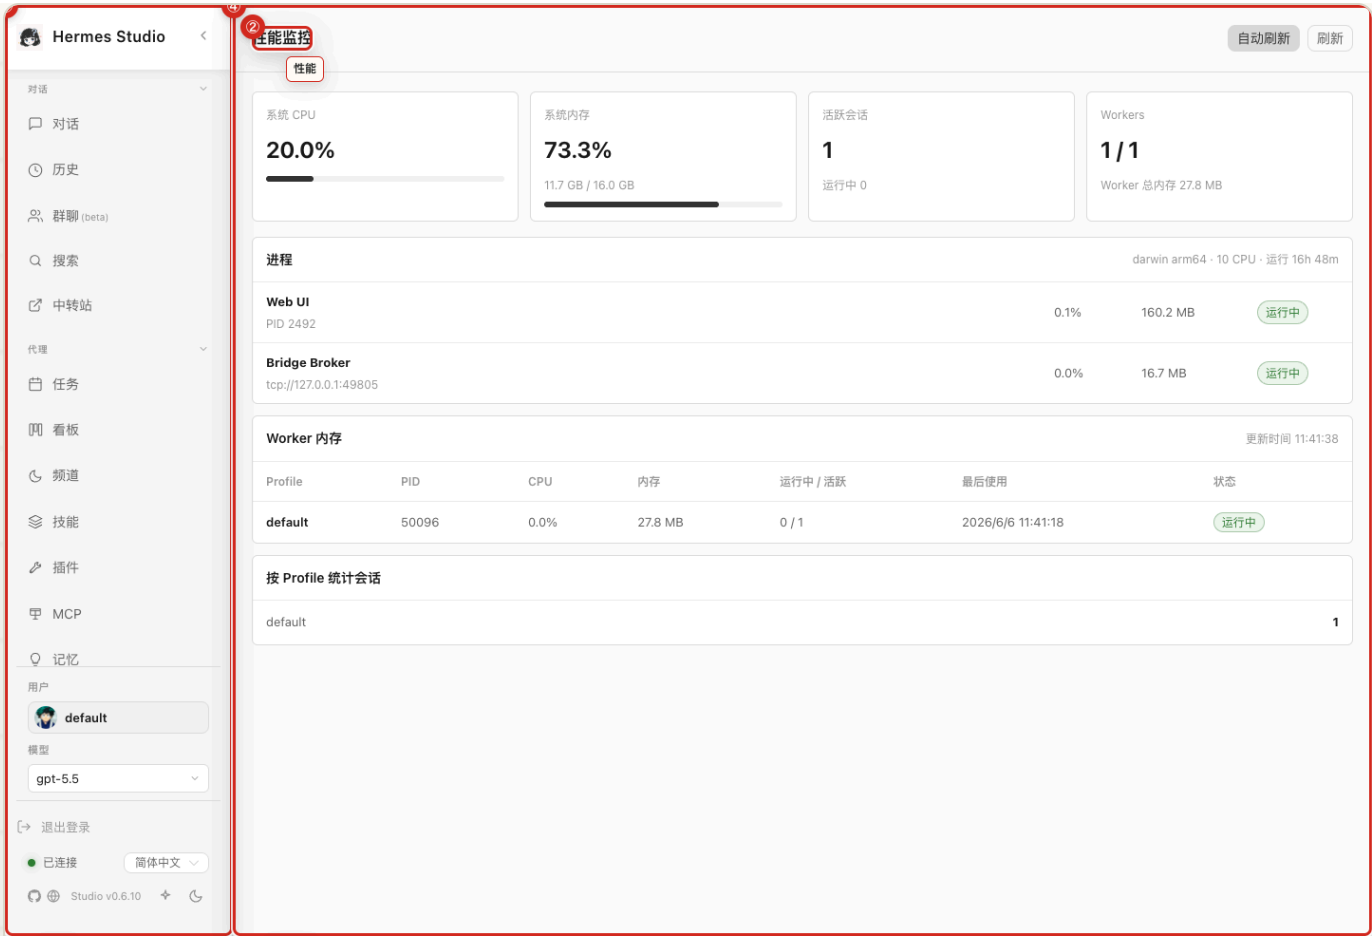 ④
②
Hermes Studio
对话
对话
历史
群聊 (beta)
搜索
中转站
代理
任务
看板
频道
技能
插件
MCP
记忆
用户
default
模型
gpt-5.5
退出登录
已连接
简体中文
Studio v0.6.10
性能监控
性能
自动刷新
刷新
系统 CPU
20.0%
系统内存
73.3%
11.7 GB / 16.0 GB
活跃会话
1
运行中 0
Workers
1 / 1
Worker 总内存 27.8 MB
进程
darwin arm64 · 10 CPU · 运行 16h 48m
Web UI
PID 2492
0.1%
160.2 MB
运行中
Bridge Broker
tcp://127.0.0.1:49805
0.0%
16.7 MB
运行中
Worker 内存
更新时间 11:41:38
Profile PID CPU 内存 运行中 / 活跃 最后使用 状态
default 50096 0.0% 27.8 MB 0 / 1 2026/6/6 11:41:18 运行中
按 Profile 统计会话
default 1